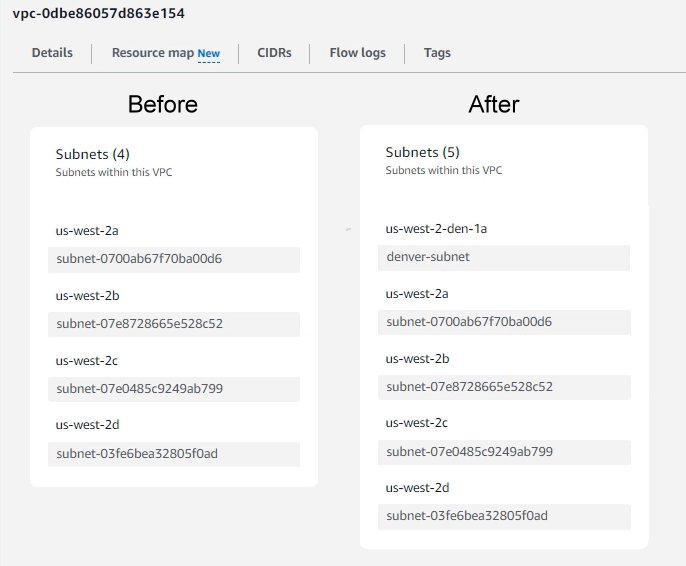 vpc-0dbe86057d863e154
Details Resource map New CIDRs Flow logs Tags
Before
Subnets (4)
Subnets within this VPC
us-west-2a
subnet-0700ab67f70ba00d6
us-west-2b
subnet-07e8728665e528c52
us-west-2c
subnet-07e0485c9249ab799
us-west-2d
subnet-03fe6bea32805f0ad
After
Subnets (5)
Subnets within this VPC
us-west-2-den-1a
denver-subnet
us-west-2a
subnet-0700ab67f70ba00d6
us-west-2b
subnet-07e8728665e528c52
us-west-2c
subnet-07e0485c9249ab799
us-west-2d
subnet-03fe6bea32805f0ad